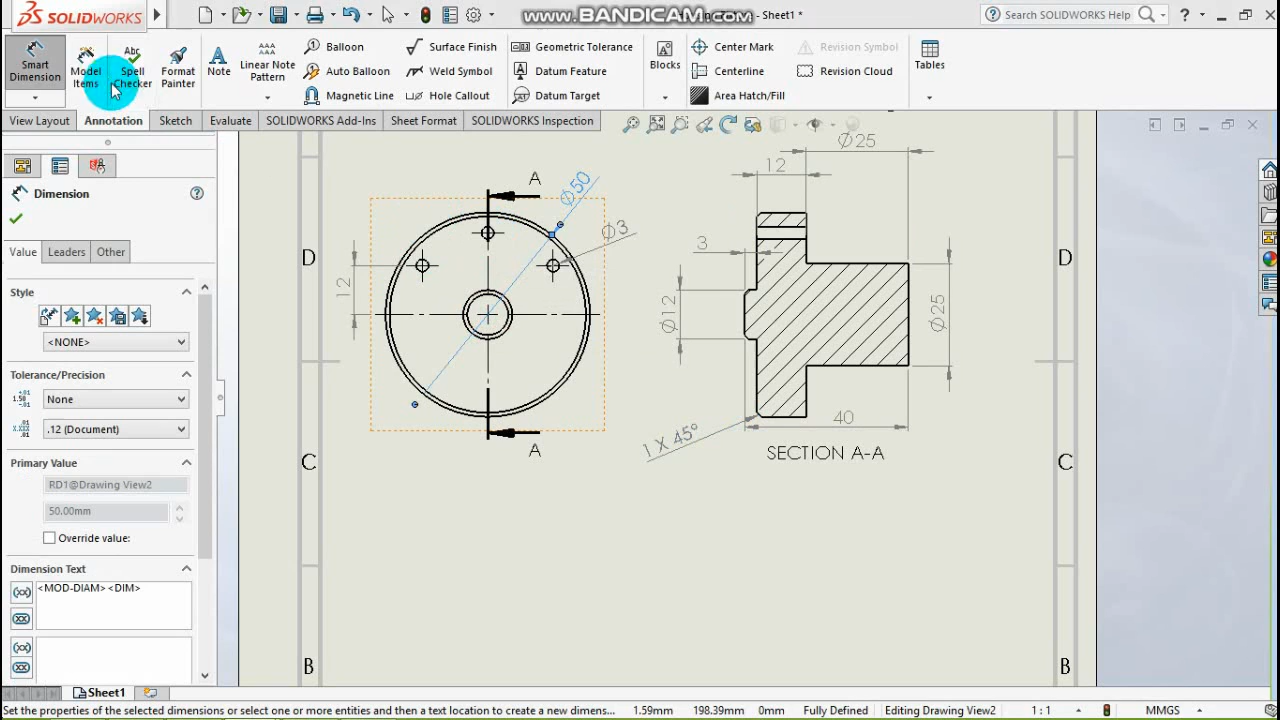 SOLIDWORKS
www.BANDICAM.com
- Sheet1 *
Search SOLIDWORKS Help
?
Smart Dimension
Model Items
Spell Checker
Format Painter
Note
Linear Note Pattern
Balloon
Auto Balloon
Magnetic Line
Surface Finish
Weld Symbol
Hole Callout
Geometric Tolerance
Datum Feature
Datum Target
Blocks
Center Mark
Centerline
Area Hatch/Fill
Revision Symbol
Revision Cloud
Tables
View Layout
Annotation
Sketch
Evaluate
SOLIDWORKS Add-Ins
Sheet Format
SOLIDWORKS Inspection
Dimension
Value
Leaders
Other
Style
<NONE>
Tolerance/Precision
None
.12 (Document)
Primary Value
RD1@Drawing View2
50.00mm
Override value:
Dimension Text
<MOD-DIAM><DIM>
D
C
B
A
Ø50
Ø3
12
A
Ø25
12
3
Ø12
Ø25
40
1 X 45°
SECTION A-A
D
C
B
Sheet1
Set the properties of the selected dimensions or select one or more entities and then a text location to create a new dimens...
1.59mm
198.39mm
0mm
Fully Defined
Editing Drawing View2
1 : 1
MMGS